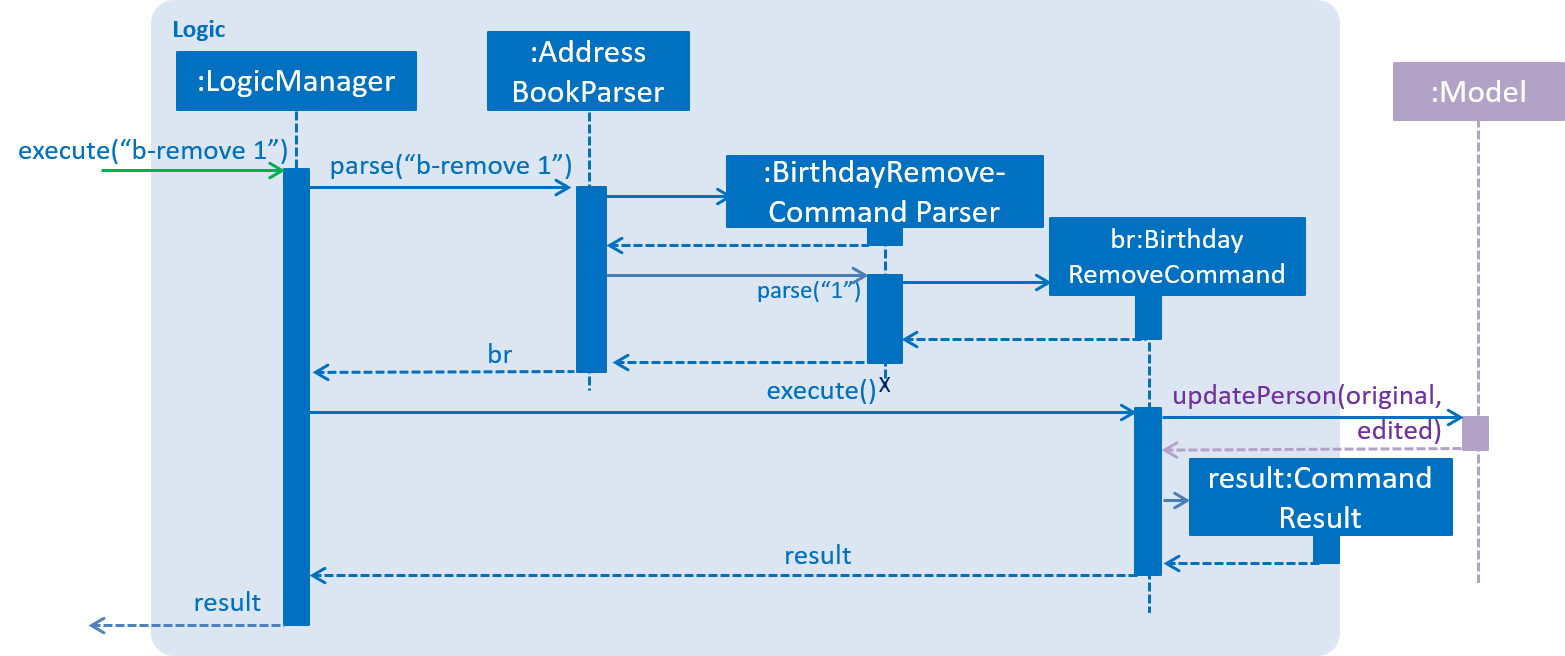 Logic
:LogicManager
:Address
BookParser
:Model
execute(“b-remove 1”)
parse(“b-remove 1”)
:BirthdayRemove-
Command Parser
br:Birthday
RemoveCommand
parse(“1”)
br
X
execute()
updatePerson(original,
edited)
result:Command
Result
result
result